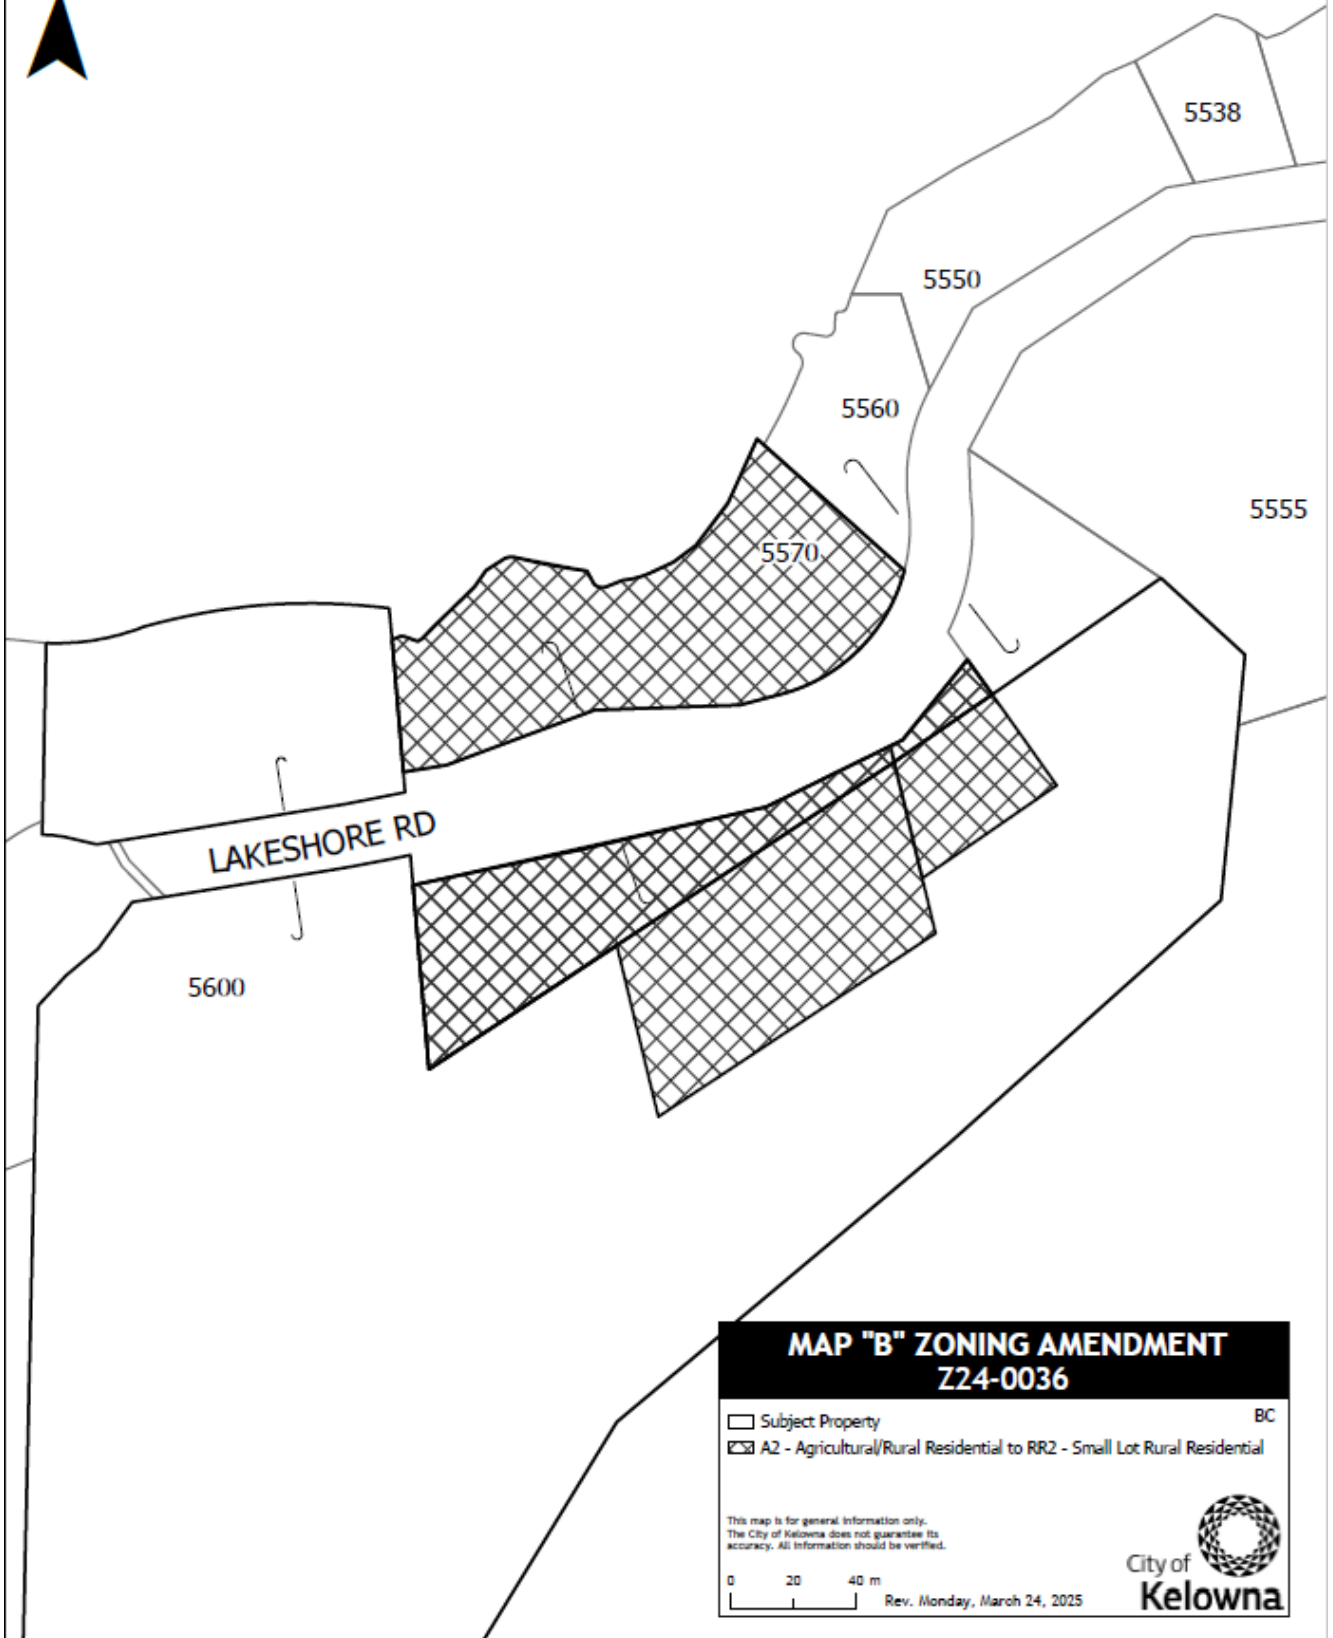 5538
5550
5560
5555
5570
LAKESHORE RD
5600
MAP "B" ZONING AMENDMENT
Z24-0036
Subject Property
BC
A2 - Agricultural/Rural Residential to RR2 - Small Lot Rural Residential
This map is for general information only.
The City of Kelowna does not guarantee its
accuracy. All information should be verified.
0 20 40 m
Rev. Monday, March 24, 2025
City of
Kelowna